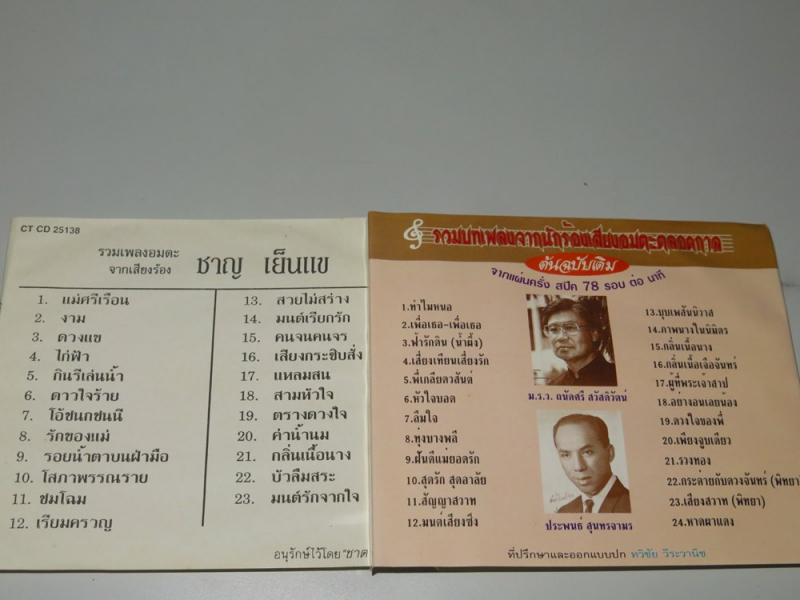 CT CD 25138
รวมเพลงอมตะ
จากเสียงร้อง ชาญ เย็นแข
1. แม่ศรีเรือน
2. งาม
3. ดวงแข
4. ไก่ฟ้า
5. กินรีเล่นน้ำ
6. ดาวใจร้าย
7. โอ้ชนกชนนี
8. รักของแม่
9. รอยน้ำตาบนฝ่ามือ
10. โสภาพรรณราย
11. ชมโฉม
12. เรียมครวญ
13. สายไม่สร่าง
14. มนต์เรียกรัก
15. คนจนคนจร
16. เสียงกระซิบสั่ง
17. แหลมสน
18. สามหัวใจ
19. ตรางดวงใจ
20. ค่าน้ำนม
21. กลิ่นเนื้อนาง
22. บัวลืมสระ
23. มนต์รักจากใจ
อนุรักษ์ไว้โดย "ชาต
รวมบทเพลงจากนักร้องเสียงอมตะตลอดกาล
ต้นฉบับเดิม
จากแผ่นครั่ง สปีด 78 รอบ ต่อ นาที
1.ทำไมหนอ
2.เพื่อเธอ-เพื่อเธอ
3.ฟ้ารักดิน (น้ำผึ้ง)
4.เสี่ยงเทียนเสี่ยงรัก
5.พี่เกลียดวสันต์
6.หัวใจบอด
7.ลืมใจ
8.ทุ่งบางพลี
9.ฝันดีแม่ยอดรัก
10.สุดรัก สุดอาลัย
11.สัญญาสวาท
12.มนต์เสียงซึง
ม.ร.ว. ถนัดศรี สวัสดิวัตน์
ประพนธ์ สุนทรจามร
13.บุบเพสันนิวาส
14.ภาพนางในนิมิตร
15.กลิ่นเนื้อนาง
16.กลิ่นเนื้อเจือจันทร์
17.ผู้ที่พระเจ้าสาป
18.อย่างอนเลยน้อง
19.ดวงใจของพี่
20.เพียงจูบเดียว
21.รวงทอง
22.กระต่ายกับดวงจันทร์ (พิทยา)
23.เสียงสวาท (พิทยา)
24.หาดผาแดง
ที่ปรึกษาและออกแบบปก ทวิชัย วีระวานิช